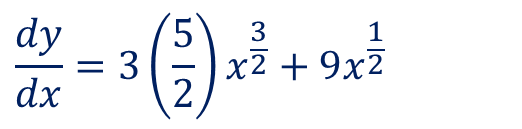 dy/dx = 3 (5/2) x^(3/2) + 9x^(1/2)